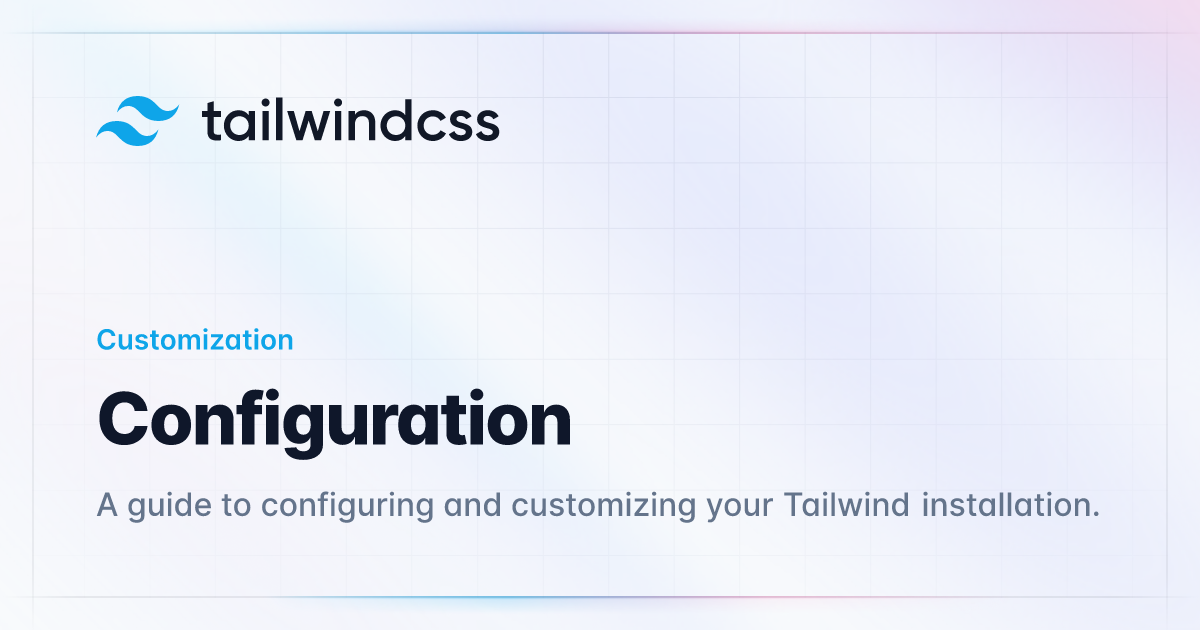 tailwindcss
Customization
Configuration
A guide to configuring and customizing your Tailwind installation.